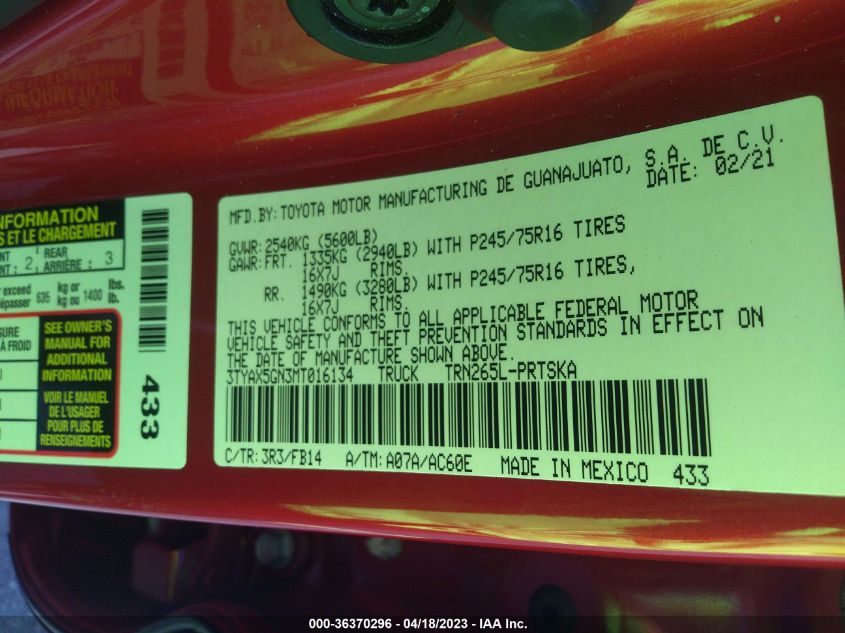 INFORMATION
S ET LE CHARGEMENT
NT 2 REAR 3
NT: ARRIÈRE :
r exceed 635 kg or 1400 lbs.
dépasser kg ou lb.
SURE
À FROID
SEE OWNER'S
MANUAL FOR
ADDITIONAL
INFORMATION
VOIR LE MANUEL
DE L'USAGER
POUR PLUS DE
RENSEIGNEMENTS
433
MFD.BY: TOYOTA MOTOR MANUFACTURING DE GUANAJUATO, S.A. DE C.V.
DATE: 02/21
GVWR: 2540KG (5600LB)
GAWR: FRT. 1335KG (2940LB) WITH P245/75R16 TIRES
16X7J RIMS,
RR. 1490KG (3280LB) WITH P245/75R16 TIRES,
16X7J RIMS.
THIS VEHICLE CONFORMS TO ALL APPLICABLE FEDERAL MOTOR
VEHICLE SAFETY AND THEFT PREVENTION STANDARDS IN EFFECT ON
THE DATE OF MANUFACTURE SHOWN ABOVE.
3TYAX5GN3MT016134 TRUCK TRN265L-PRTSKA
C/TR: 3R3/FB14 A/TM: A07A/AC60E MADE IN MEXICO 433
000-36370296 - 04/18/2023 - IAA Inc.